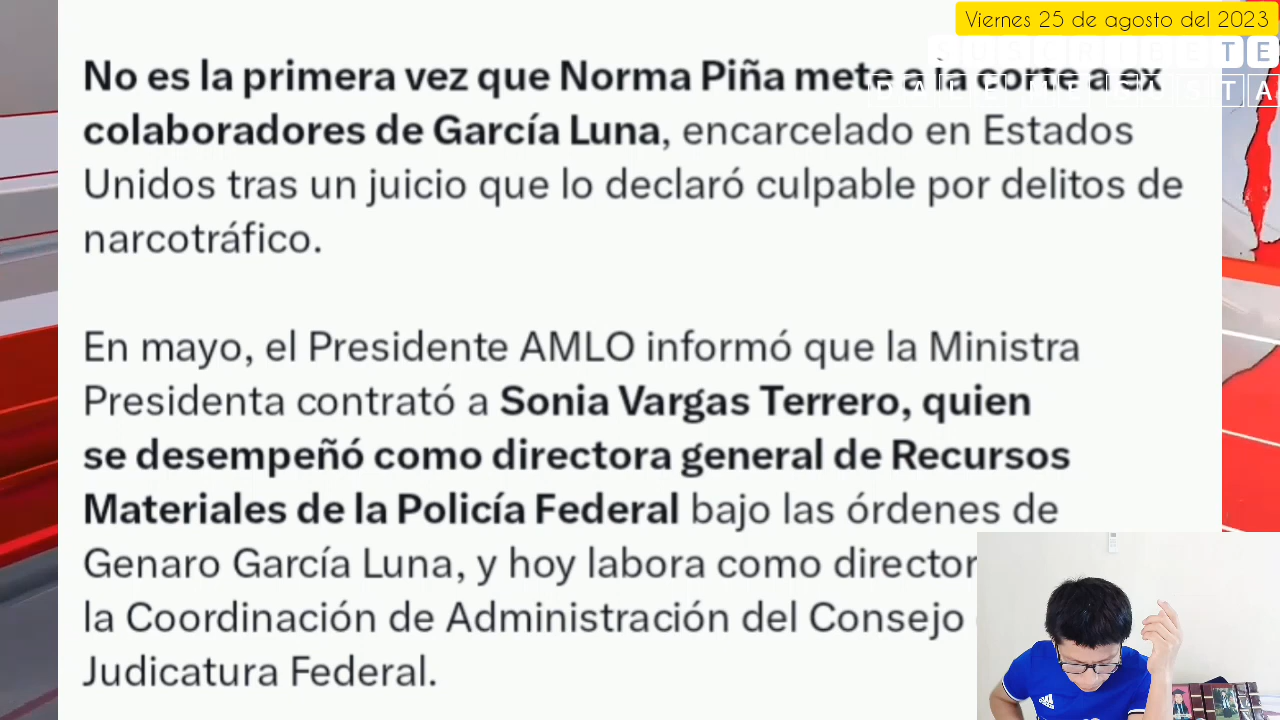 Viernes 25 de agosto del 2023
SUSCRIBETE
No es la primera vez que Norma Piña mete a la corte a ex
DALE ME GUSTA
colaboradores de García Luna, encarcelado en Estados
Unidos tras un juicio que lo declaró culpable por delitos de
narcotráfico.
En mayo, el Presidente AMLO informó que la Ministra
Presidenta contrató a Sonia Vargas Terrero, quien
se desempeñó como directora general de Recursos
Materiales de la Policía Federal bajo las órdenes de
Genaro García Luna, y hoy labora como director
la Coordinación de Administración del Consejo
Judicatura Federal.